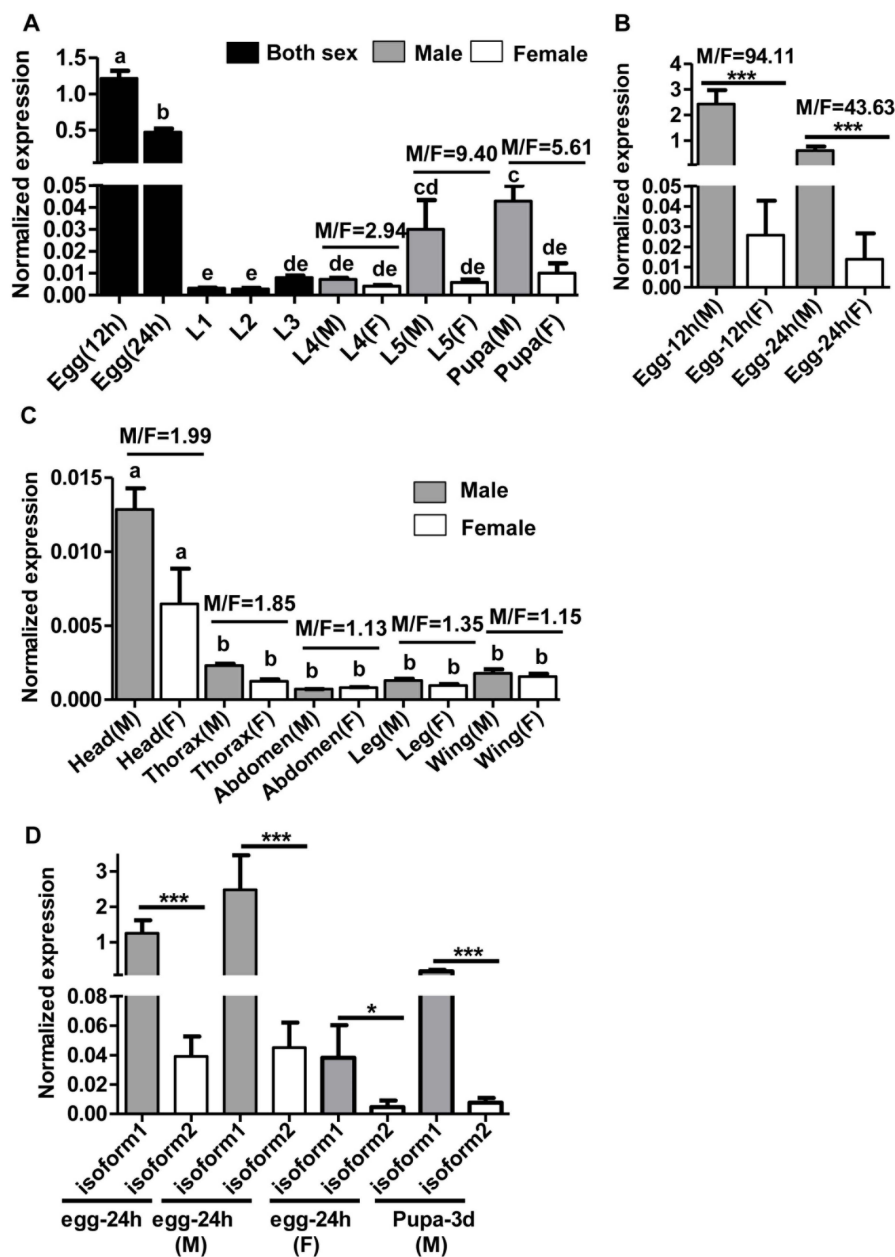 A
Both sex
Male
Female
Normalized expression
1.5
1.0
0.5
0.05
0.04
0.03
0.02
0.01
0.00
a
b
e
e
de
de
de
cd
de
c
de
M/F=2.94
M/F=9.40
M/F=5.61
Egg(12h)
Egg(24h)
L1
L2
L3
L4(M)
L4(F)
L5(M)
L5(F)
Pupa(M)
Pupa(F)
B
M/F=94.11
***
M/F=43.63
***
Normalized expression
4
3
2
1
0.05
0.04
0.03
0.02
0.01
0.00
Egg-12h(M)
Egg-12h(F)
Egg-24h(M)
Egg-24h(F)
C
M/F=1.99
Male
Female
Normalized expression
0.015
0.010
0.005
0.000
a
a
M/F=1.85
M/F=1.13
M/F=1.35
M/F=1.15
b
b
b
b
b
b
b
b
Head(M)
Head(F)
Thorax(M)
Thorax(F)
Abdomen(M)
Abdomen(F)
Leg(M)
Leg(F)
Wing(M)
Wing(F)
D
Normalized expression
3
2
1
0.08
0.06
0.04
0.02
0.00
***
***
*
***
isoform1
isoform2
isoform1
isoform2
isoform1
isoform2
isoform1
isoform2
egg-24h
egg-24h
(M)
egg-24h
(F)
Pupa-3d
(M)